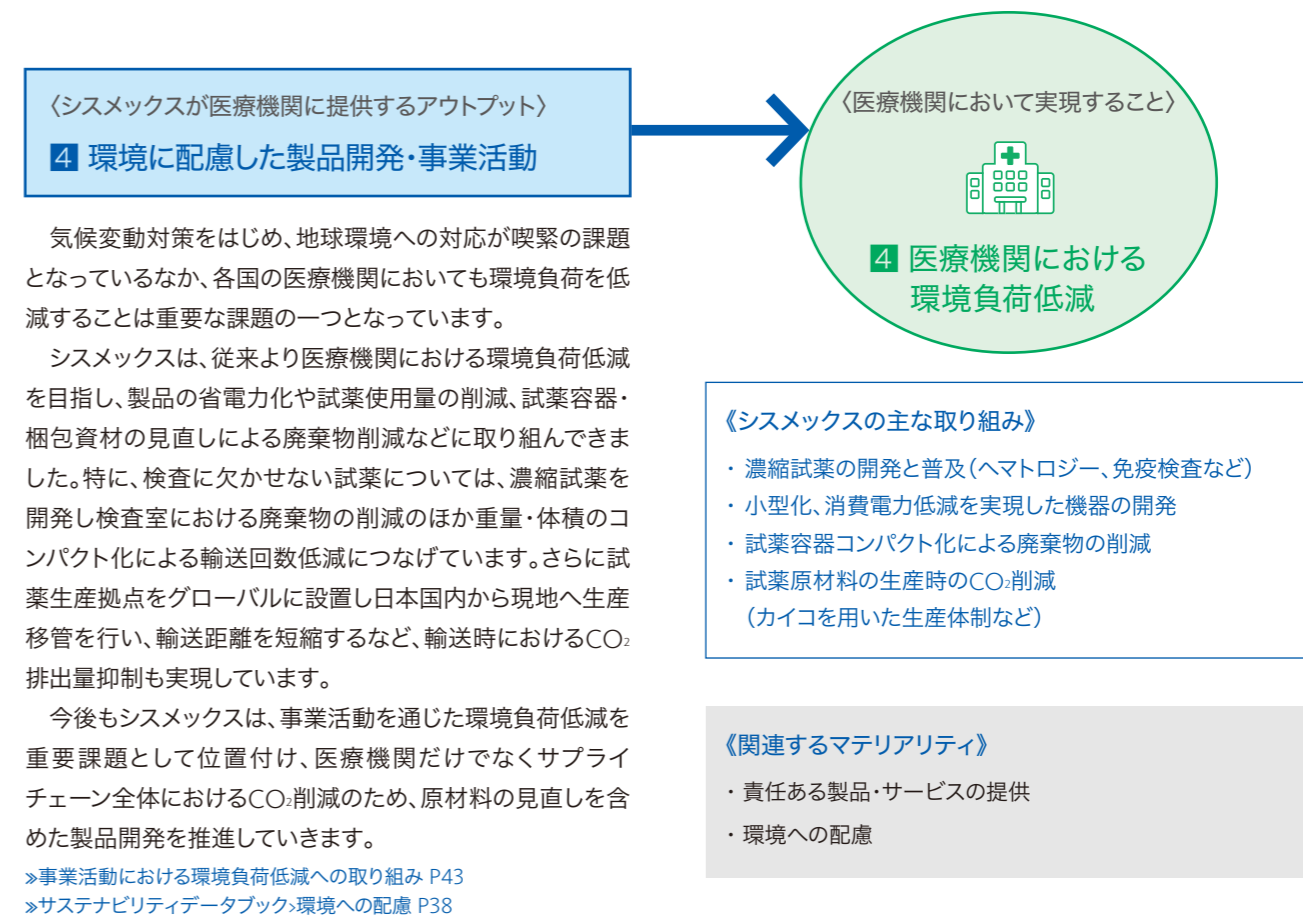 〈シスメックスが医療機関に提供するアウトプット〉
4 環境に配慮した製品開発・事業活動
〈医療機関において実現すること〉
4 医療機関における
環境負荷低減
気候変動対策をはじめ、地球環境への対応が喫緊の課題
となっているなか、各国の医療機関においても環境負荷を低
減することは重要な課題の一つとなっています。
シスメックスは、従来より医療機関における環境負荷低減
を目指し、製品の省電力化や試薬使用量の削減、試薬容器・
梱包資材の見直しによる廃棄物削減などに取り組んできま
した。特に、検査に欠かせない試薬については、濃縮試薬を
開発し検査室における廃棄物の削減のほか重量・体積のコ
ンパクト化による輸送回数低減につなげています。さらに試
薬生産拠点をグローバルに設置し日本国内から現地へ生産
移管を行い、輸送距離を短縮するなど、輸送時におけるCO₂
排出量抑制も実現しています。
今後もシスメックスは、事業活動を通じた環境負荷低減を
重要課題として位置付け、医療機関だけでなくサプライ
チェーン全体におけるCO₂削減のため、原材料の見直しを含
めた製品開発を推進していきます。
»事業活動における環境負荷低減への取り組み P43
»サステナビリティデータブック›環境への配慮 P38
《シスメックスの主な取り組み》
・ 濃縮試薬の開発と普及（ヘマトロジー、免疫検査など）
・ 小型化、消費電力低減を実現した機器の開発
・ 試薬容器コンパクト化による廃棄物の削減
・ 試薬原材料の生産時のCO₂削減
（カイコを用いた生産体制など）
《関連するマテリアリティ》
・ 責任ある製品・サービスの提供
・ 環境への配慮